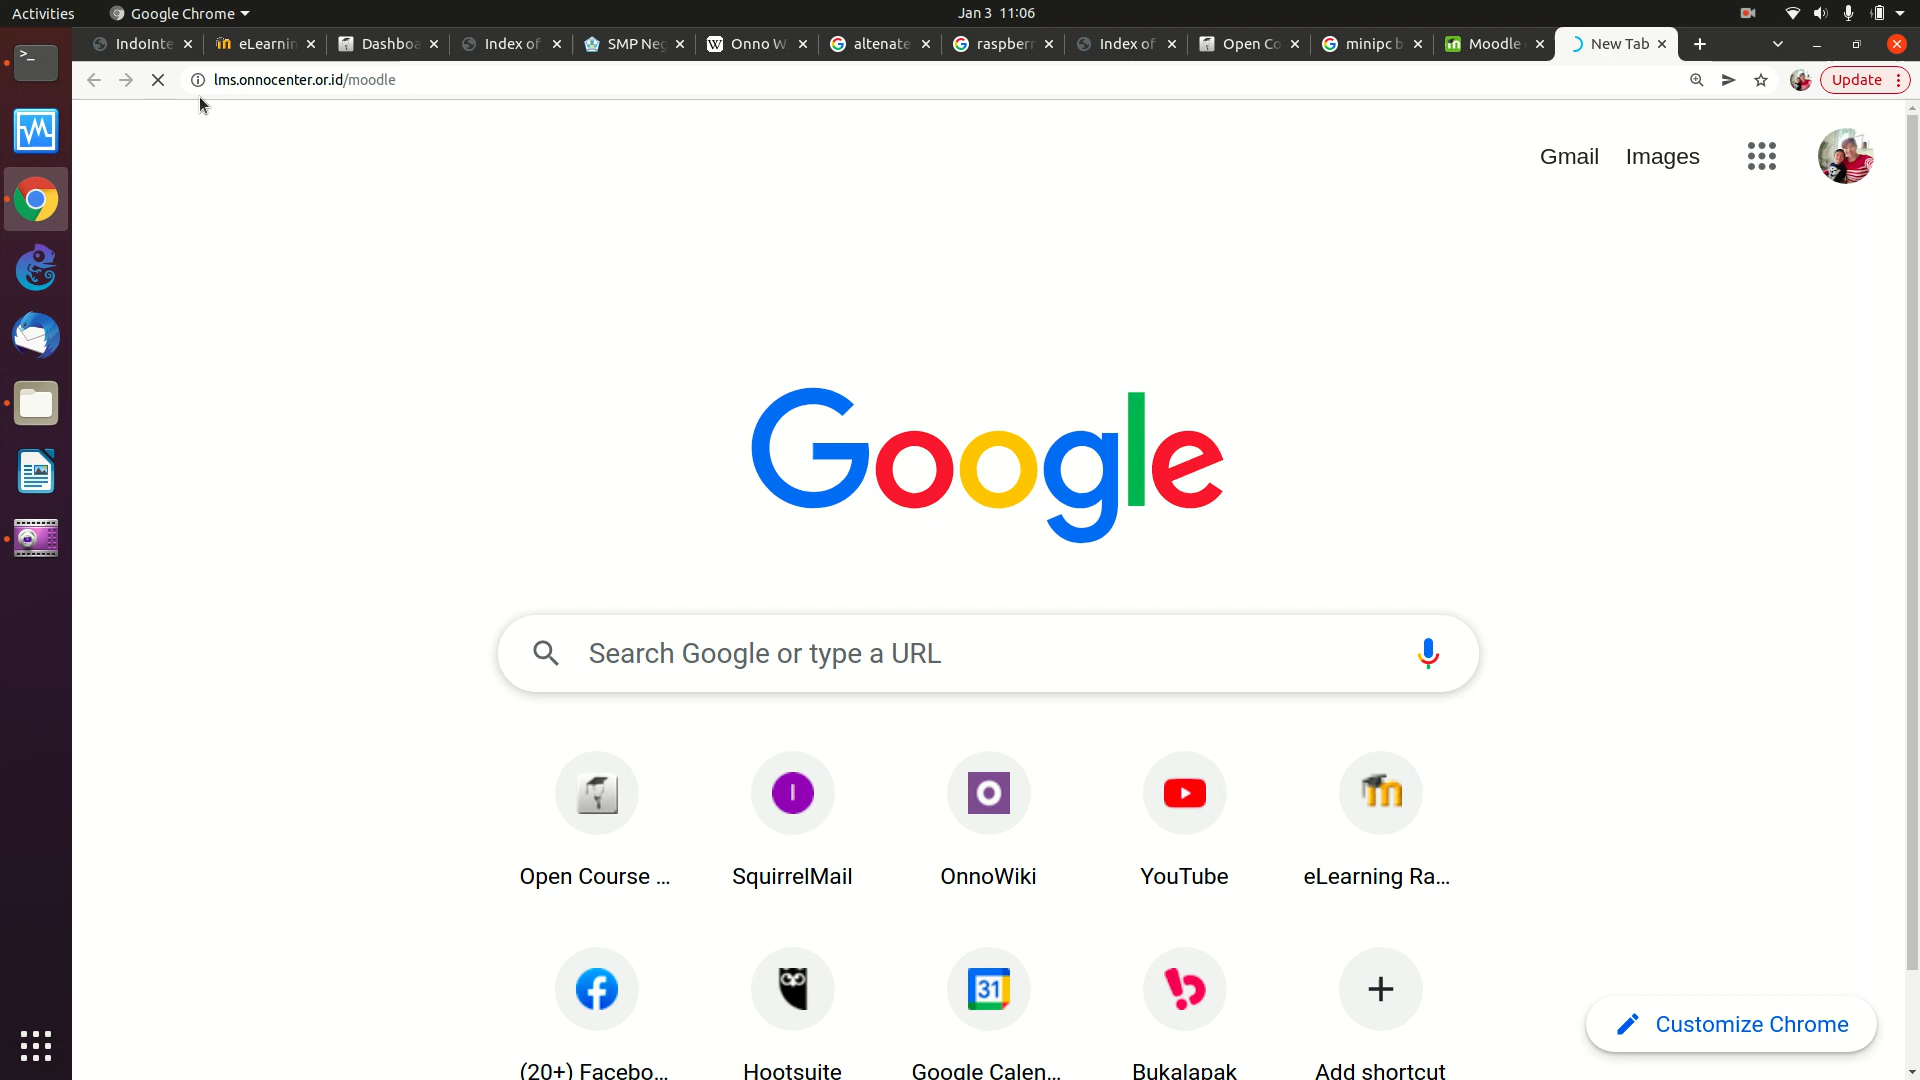 Activities
Google Chrome
Jan 3 11:06
IndoInte
eLearnin
Dashboa
Index of
SMP Neg
Onno W
altenate
raspberr
Index of
Open Co
minipc b
Moodle
New Tab
lms.onnocenter.or.id/moodle
Update
Gmail
Images
Google
Search Google or type a URL
Open Course ...
SquirrelMail
OnnoWiki
YouTube
eLearning Ra...
(20+) Facebo...
Hootsuite
Google Calen...
Bukalapak
Add shortcut
Customize Chrome